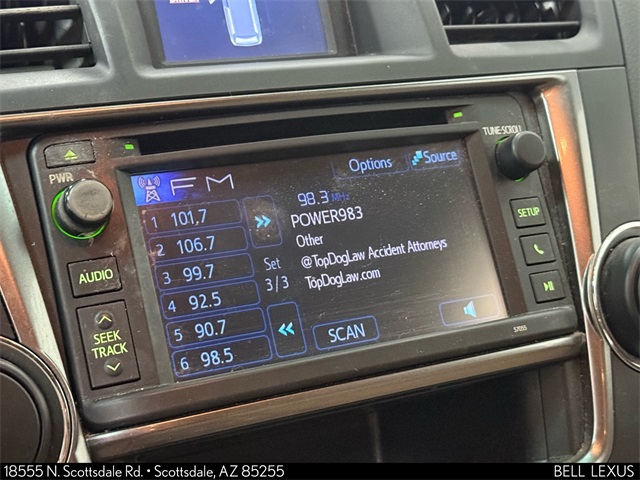 PWR
AUDIO
SEEK
TRACK
FM
Options
Source
1 101.7
2 106.7
3 99.7
4 92.5
5 90.7
6 98.5
Set
3/3
98.3 MHz
POWER983
Other
@TopDogLaw Accident Attorneys
TopDogLaw.com
SCAN
TUNE·SCROLL
SETUP
57055
18555 N. Scottsdale Rd. • Scottsdale, AZ 85255
BELL LEXUS